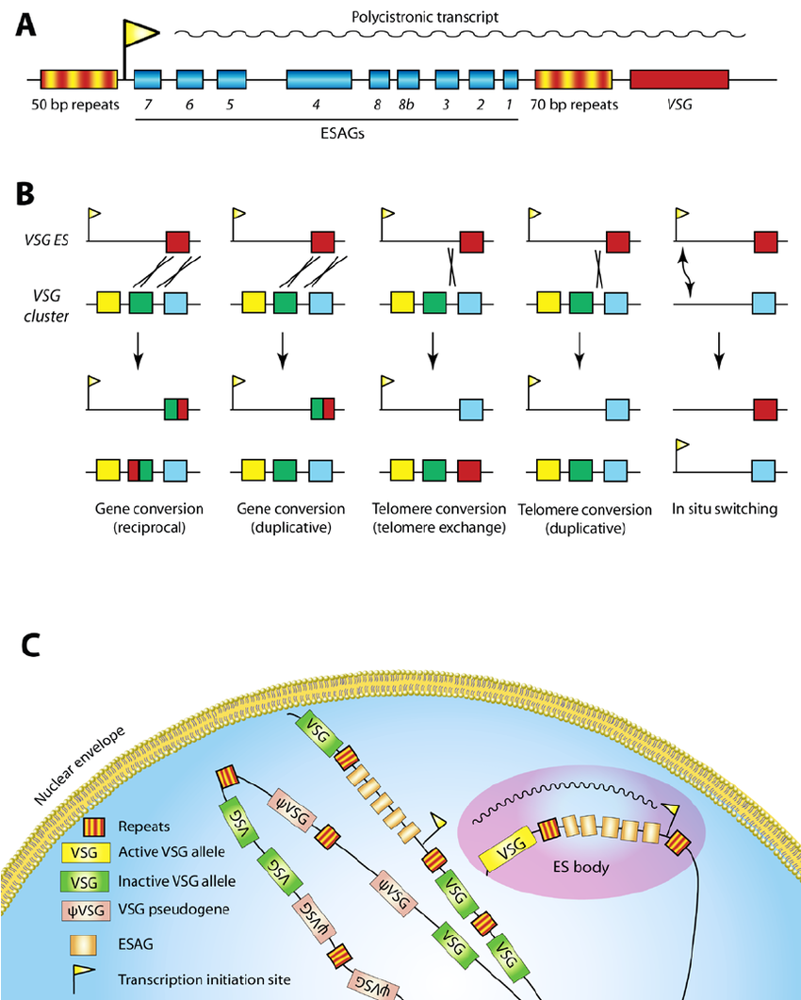 A
Polycistronic transcript
50 bp repeats 7 6 5 4 8 8b 3 2 1 70 bp repeats VSG
ESAGs
B
VSG ES
VSG
cluster
Gene conversion
(reciprocal)
Gene conversion
(duplicative)
Telomere conversion
(telomere exchange)
Telomere conversion
(duplicative)
In situ switching
C
Nuclear envelope
VSG
ψVSG
VSG
VSG
ψVSG
ψVSG
VSG
VSG
VSG
ψVSG
VSG
ES body
Repeats
VSG Active VSG allele
VSG Inactive VSG allele
ψVSG VSG pseudogene
ESAG
Transcription initiation site